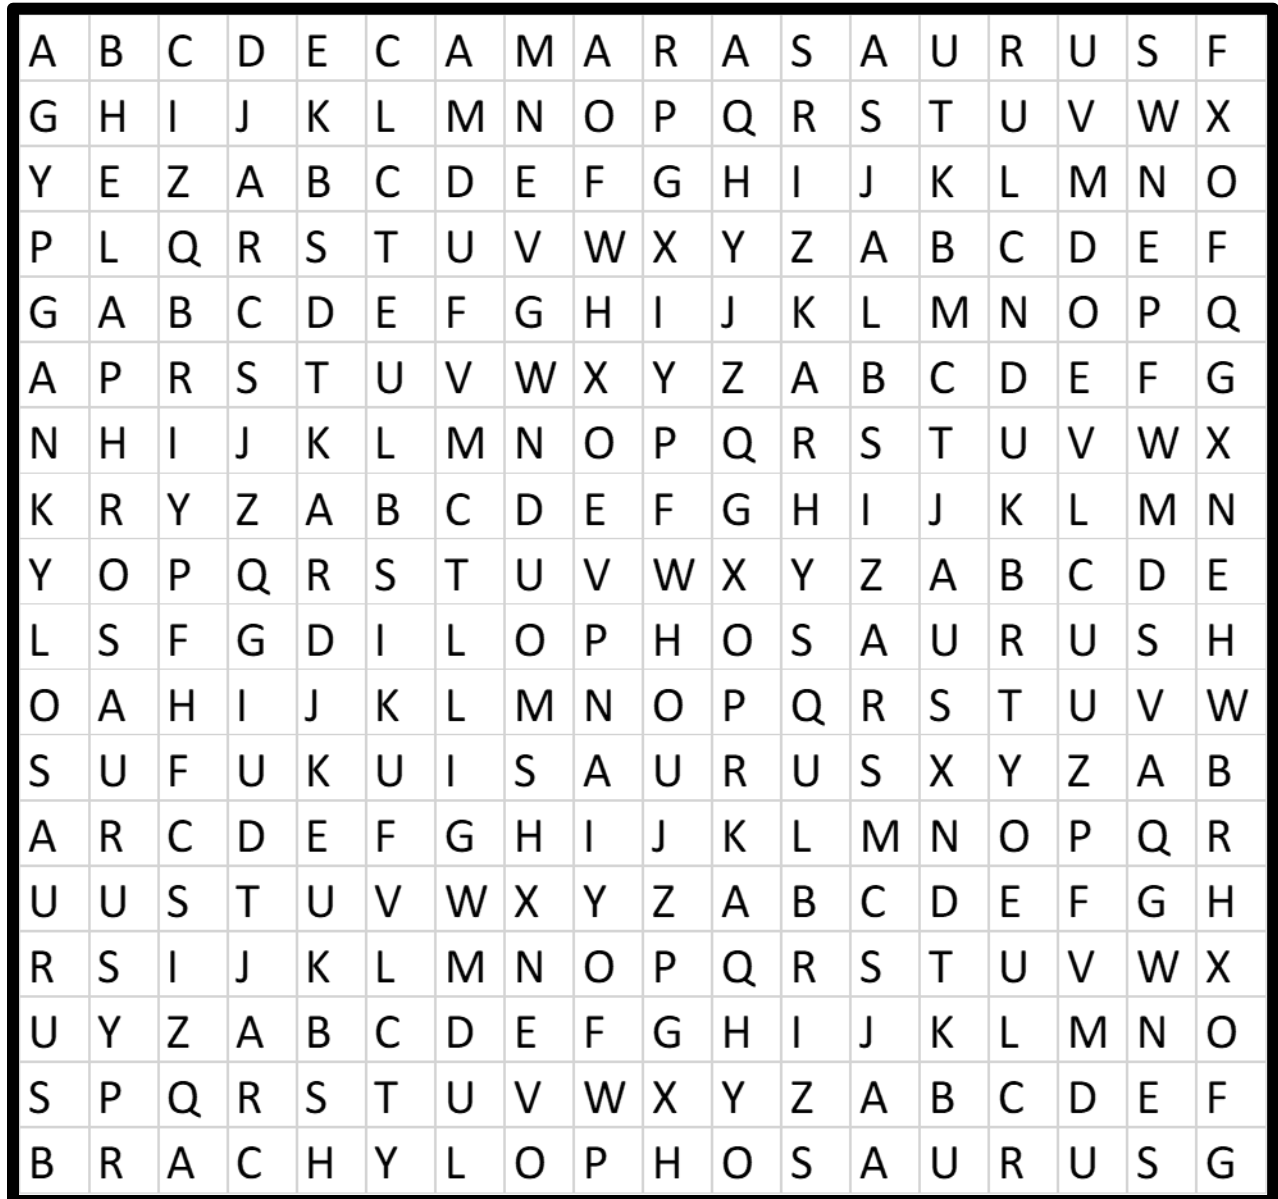 A B C D E C A M A R A S A U R U S F
G H I J K L M N O P Q R S T U V W X
Y E Z A B C D E F G H I J K L M N O
P L Q R S T U V W X Y Z A B C D E F
G A B C D E F G H I J K L M N O P Q
A P R S T U V W X Y Z A B C D E F G
N H I J K L M N O P Q R S T U V W X
K R Y Z A B C D E F G H I J K L M N
Y O P Q R S T U V W X Y Z A B C D E
L S F G D I L O P H O S A U R U S H
O A H I J K L M N O P Q R S T U V W
S U F U K U I S A U R U S X Y Z A B
A R C D E F G H I J K L M N O P Q R
U U S T U V W X Y Z A B C D E F G H
R S I J K L M N O P Q R S T U V W X
U Y Z A B C D E F G H I J K L M N O
S P Q R S T U V W X Y Z A B C D E F
B R A C H Y L O P H O S A U R U S G